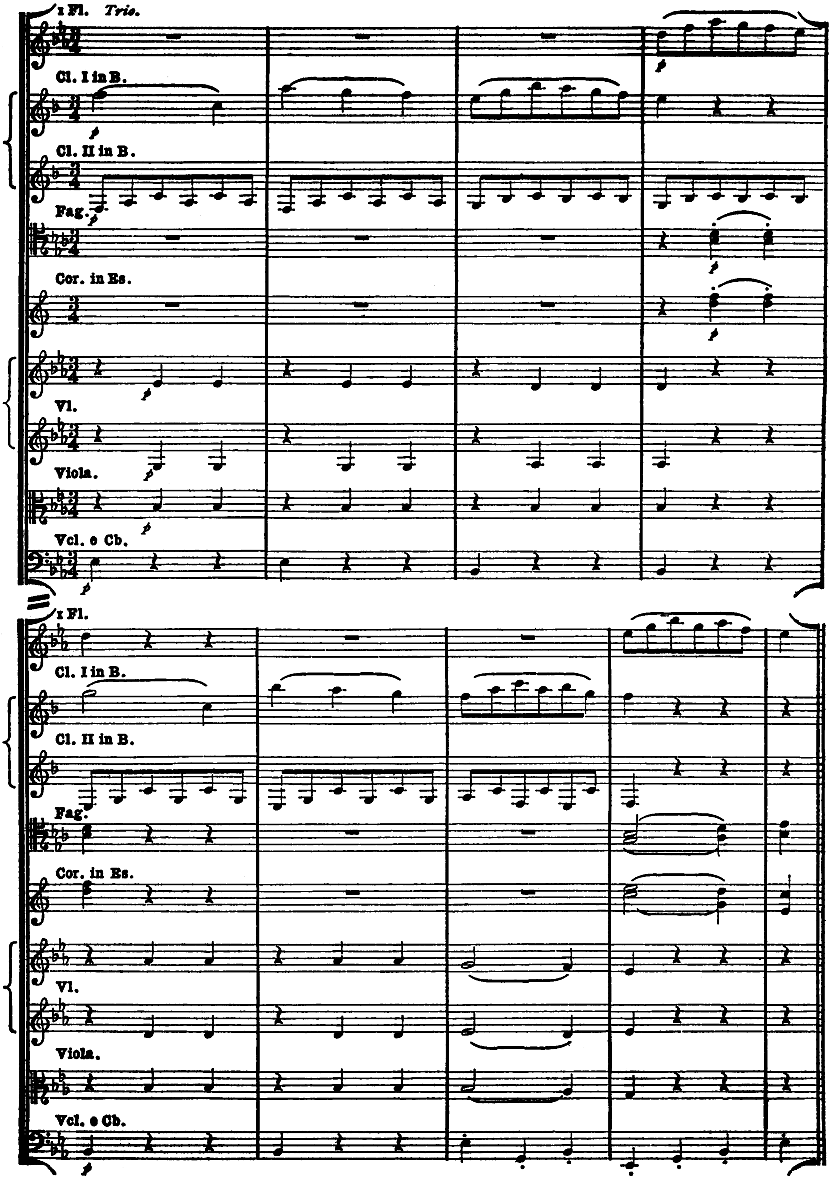 1 Fl. Trio.
Cl. I in B.
p
Cl. II in B.
p
Fag.
p
Cor. in Es.
p
p
Vl.
p
Viola.
p
Vcl. e Cb.
p
1 Fl.
Cl. I in B.
Cl. II in B.
Fag.
Cor. in Es.
Vl.
Viola.
Vcl. e Cb.
p